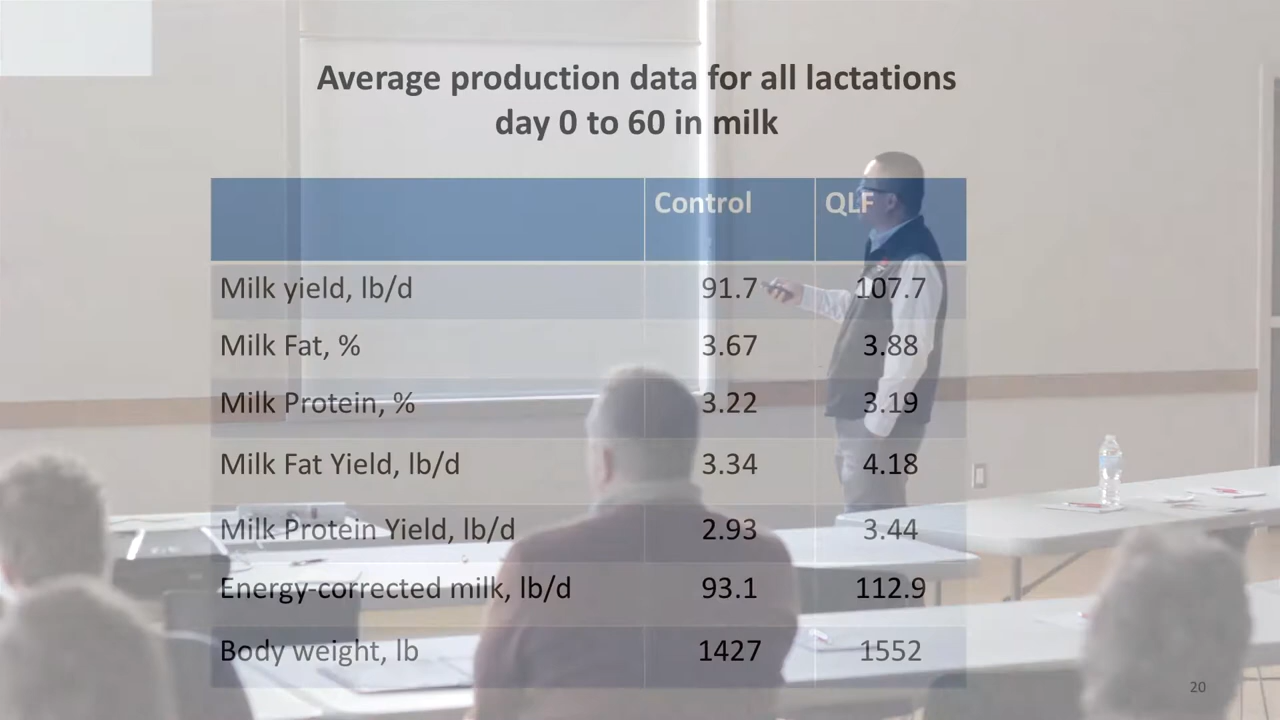 Average production data for all lactations
day 0 to 60 in milk
Control QLF
Milk yield, lb/d 91.7 107.7
Milk Fat, % 3.67 3.88
Milk Protein, % 3.22 3.19
Milk Fat Yield, lb/d 3.34 4.18
Milk Protein Yield, lb/d 2.93 3.44
Energy-corrected milk, lb/d 93.1 112.9
Body weight, lb 1427 1552
20